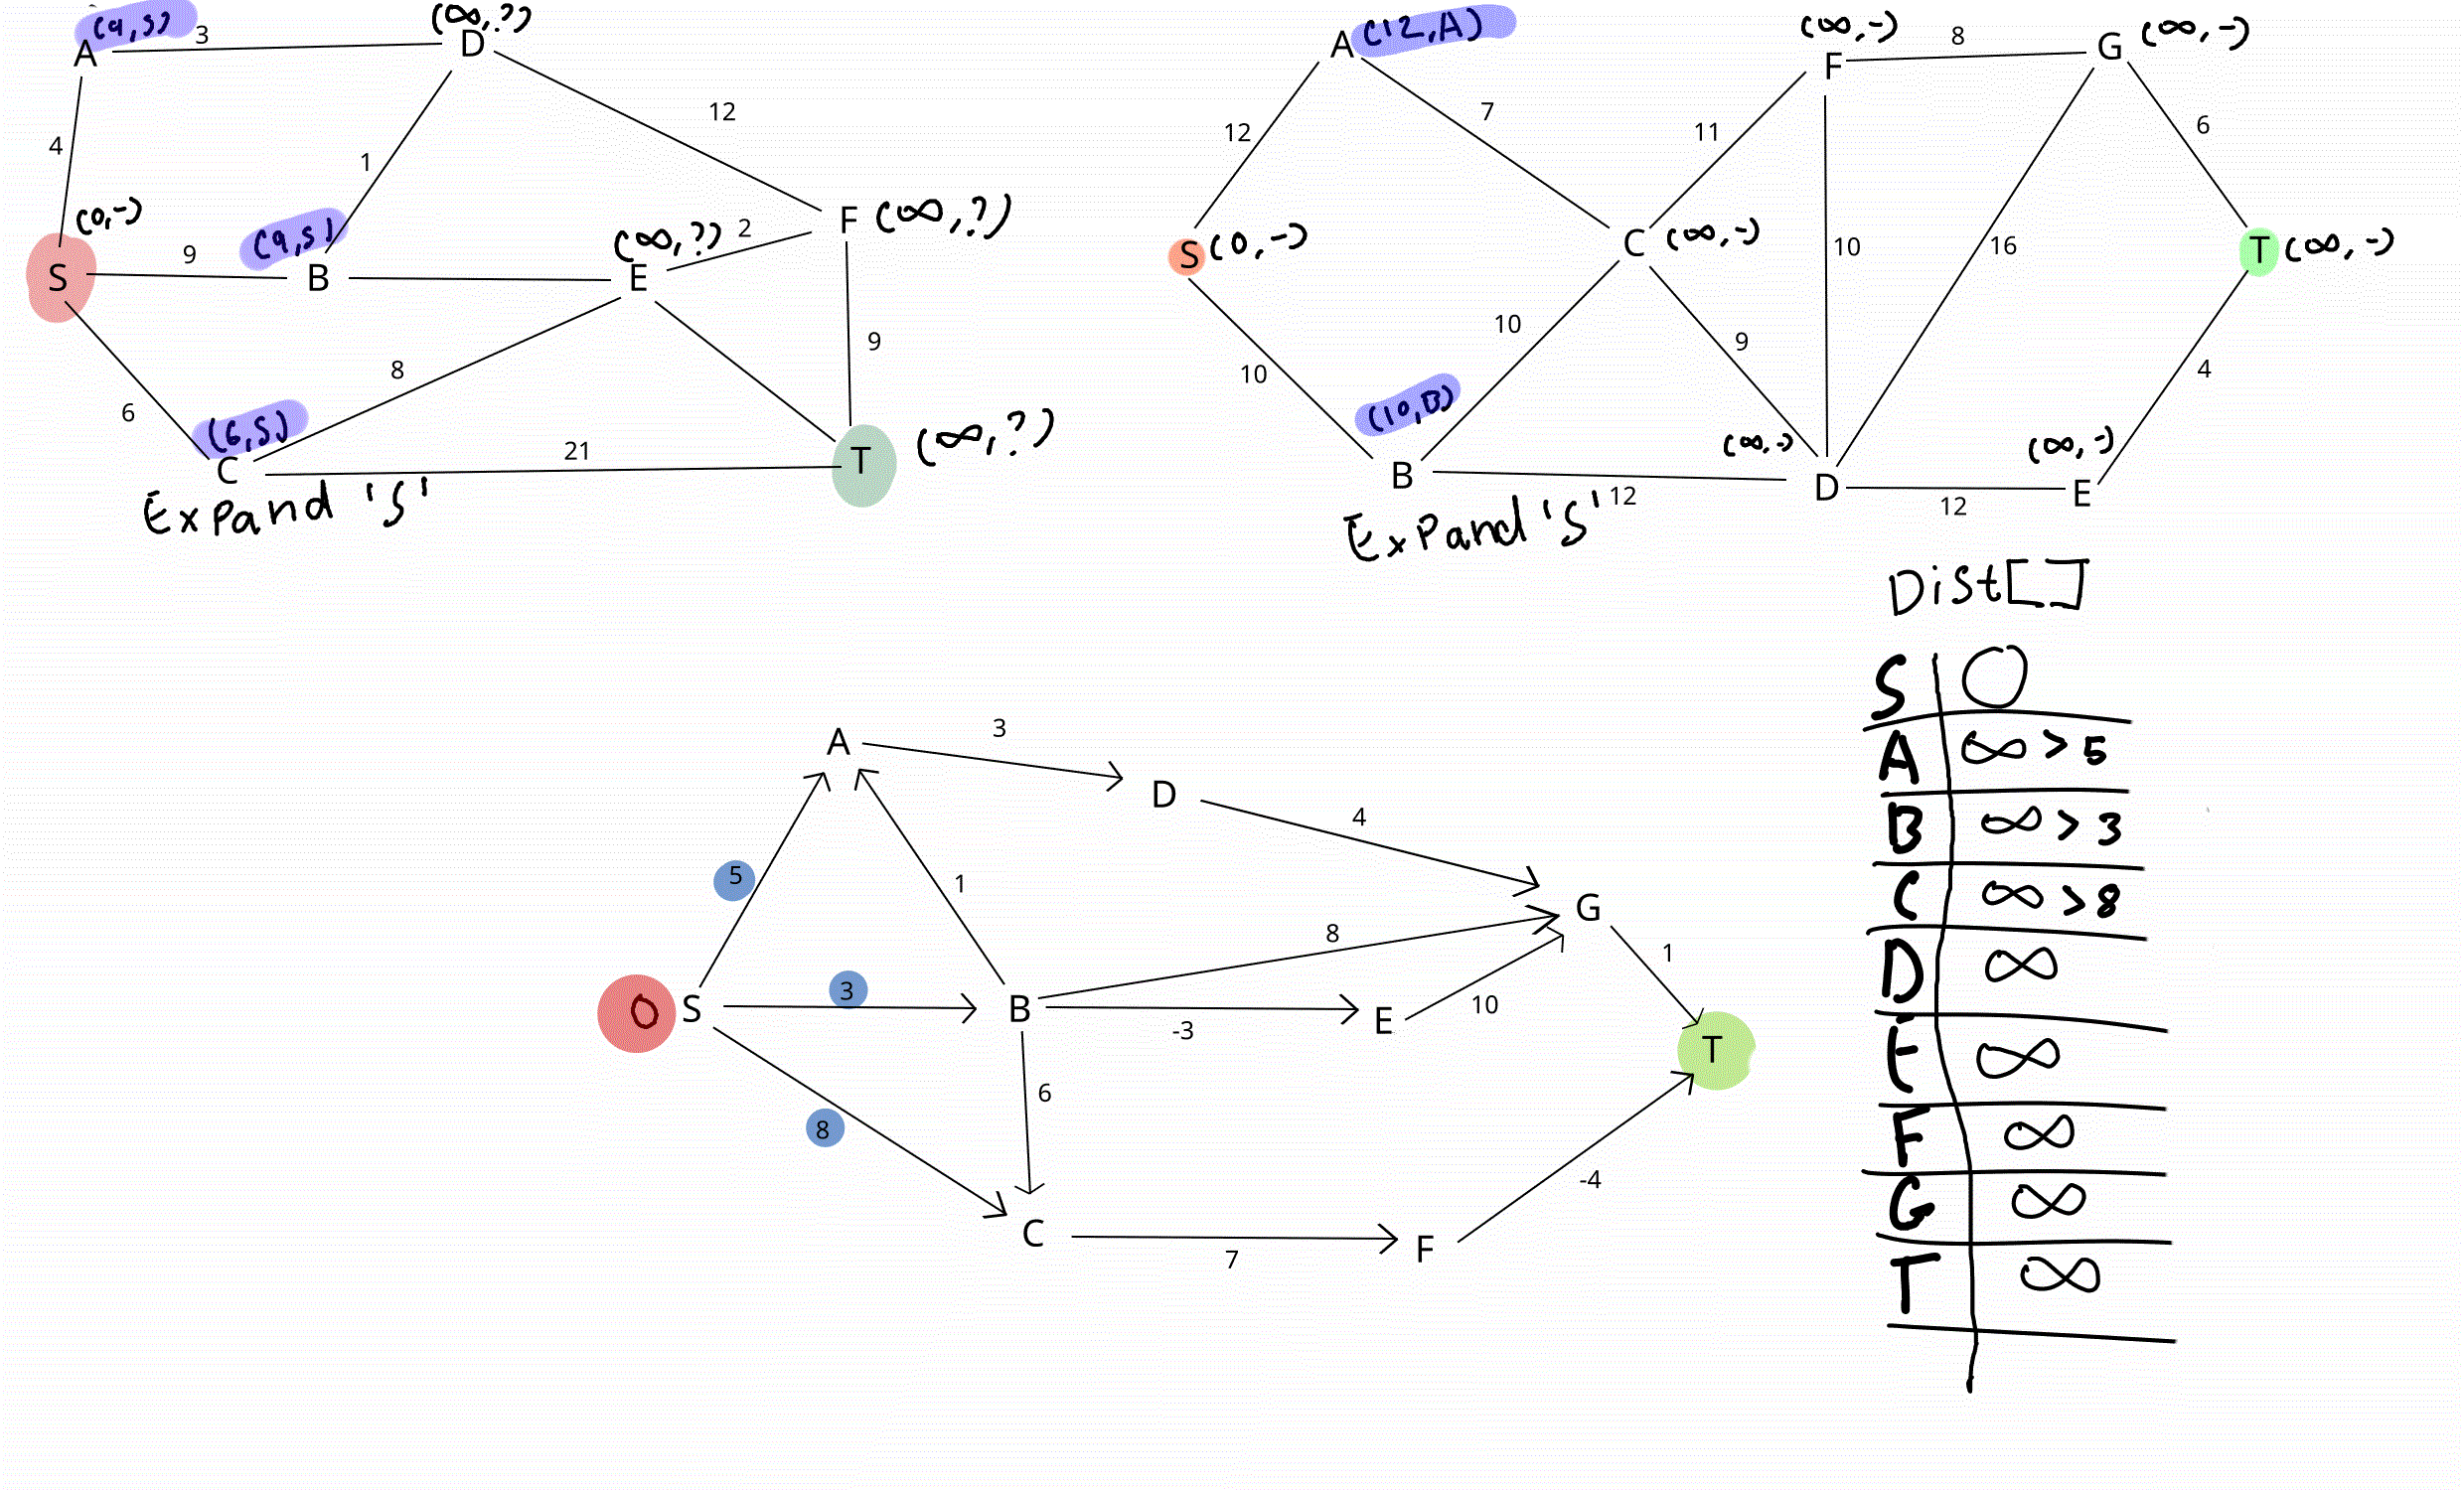 (4,S)
A
3
(∞,?)
D
4
1
12
(0,-)
S
9
(9,S)
B
(∞,?)
E
2
F
(∞,?)
8
9
6
(6,S)
C
21
T
(∞,?)
Expand 'S'
A
(12,A)
(∞,-)
F
8
G
(∞,-)
12
7
11
6
S
(0,-)
C
(∞,-)
10
16
T
(∞,-)
10
10
9
4
(10,B)
B
12
(∞,-)
D
12
(∞,-)
E
Expand 'S'
Dist[]
S 0
A ∞ > 5
B ∞ > 3
C ∞ > 8
D ∞
E ∞
F ∞
G ∞
T ∞
A
3
D
4
5
1
G
8
1
0
S
3
B
-3
E
10
T
6
8
-4
C
7
F